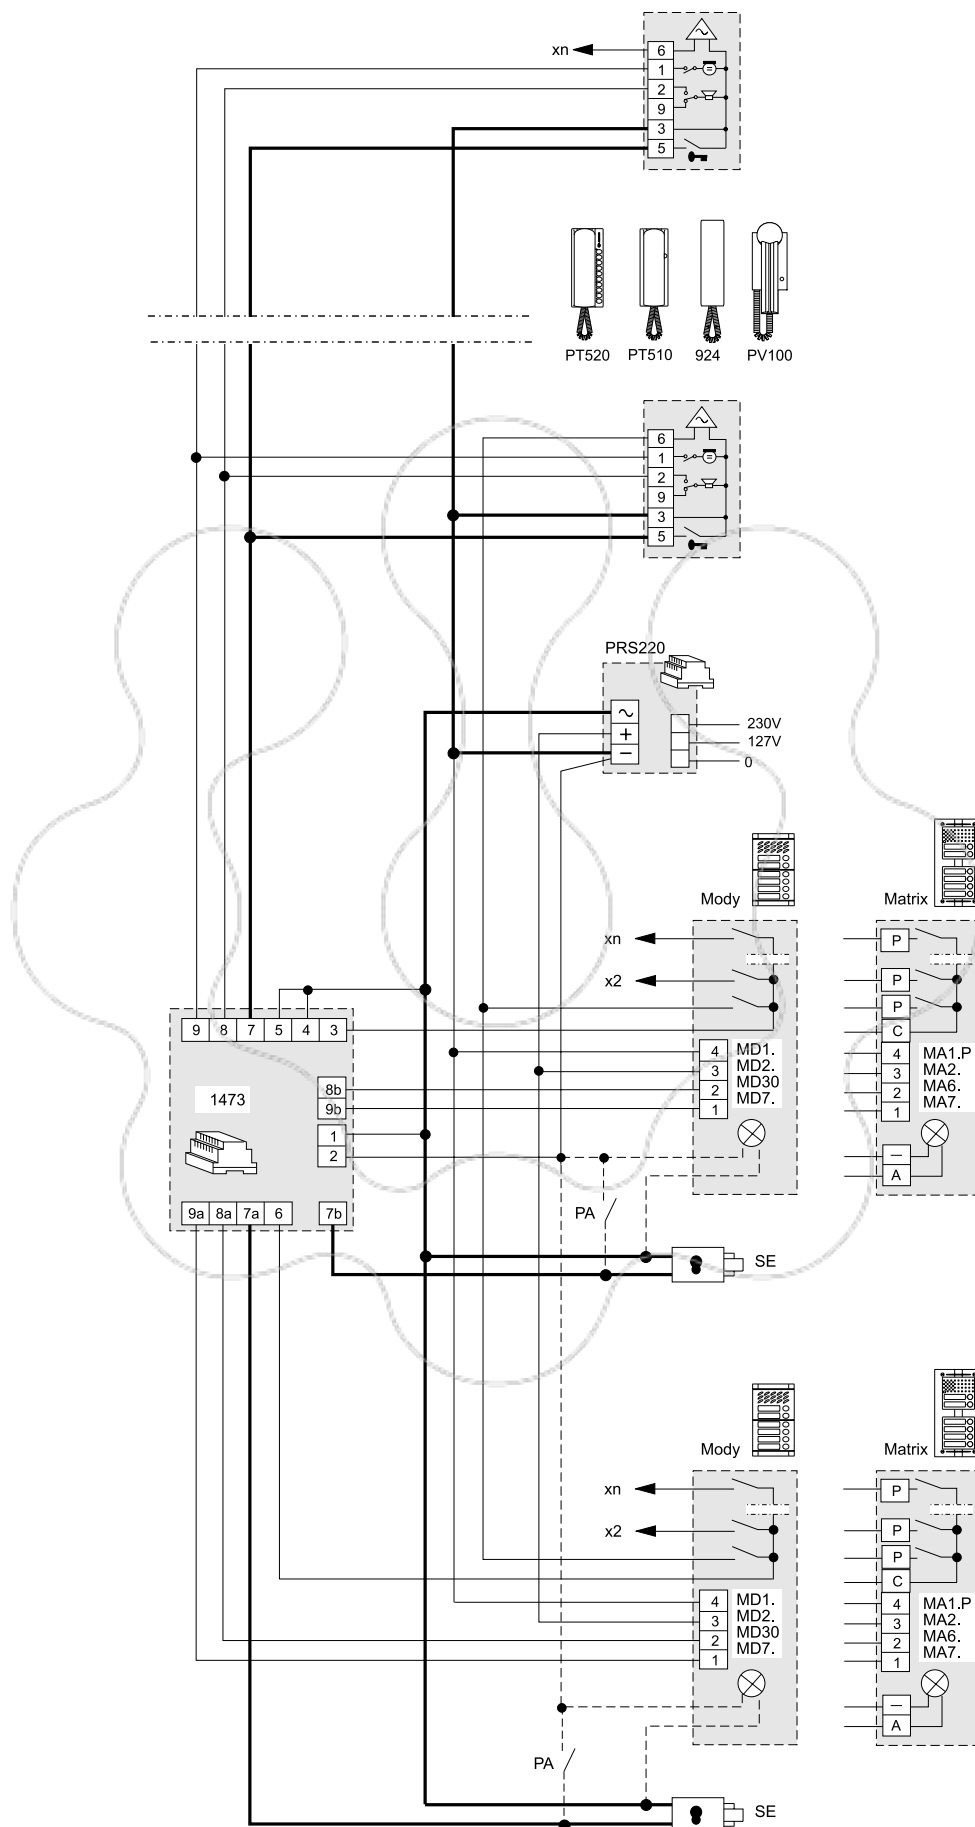 xn
6
1
2
9
3
5
PT520 PT510 924 PV100
6
1
2
9
3
5
PRS220
~
+
−
230V
127V
0
Mody
Matrix
xn
x2
P
P
P
C
9 8 7 5 4 3
4 MD1.
3 MD2.
2 MD30
1 MD7.
4 MA1.P
3 MA2.
2 MA6.
1 MA7.
1473
8b
9b
1
2
—
A
9a 8a 7a 6 7b
PA
SE
Mody
Matrix
xn
x2
P
P
P
C
4 MD1.
3 MD2.
2 MD30
1 MD7.
4 MA1.P
3 MA2.
2 MA6.
1 MA7.
—
A
PA
SE